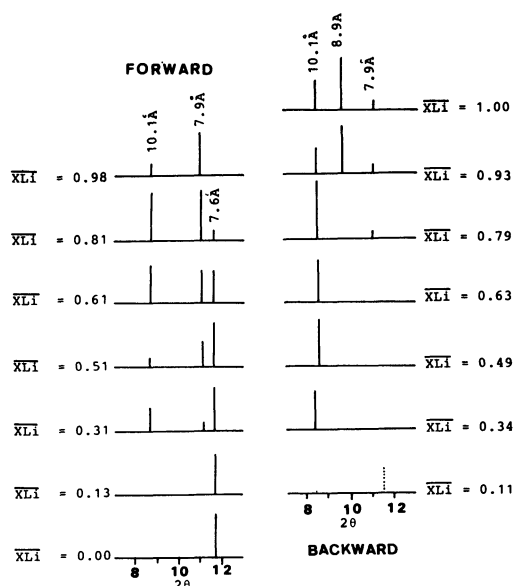 FORWARD
10.1Å
7.9Å
XLi = 0.98
7.6Å
XLi = 0.81
XLi = 0.61
XLi = 0.51
XLi = 0.31
XLi = 0.13
XLi = 0.00
8 10 12
2θ
10.1Å
8.9Å
7.9Å
XLi = 1.00
XLi = 0.93
XLi = 0.79
XLi = 0.63
XLi = 0.49
XLi = 0.34
XLi = 0.11
8 10 12
2θ
BACKWARD